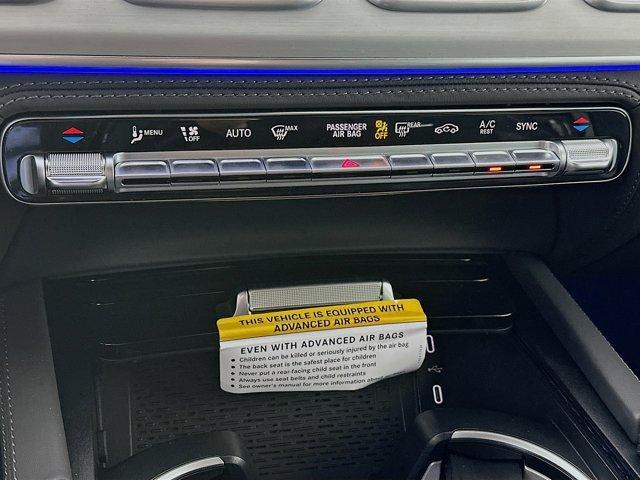 MENU
OFF
AUTO
MAX
PASSENGER
AIR BAG
OFF
REAR
A/C
REST
SYNC
THIS VEHICLE IS EQUIPPED WITH
ADVANCED AIR BAGS
EVEN WITH ADVANCED AIR BAGS
• Children can be killed or seriously injured by the air bag
• The back seat is the safest place for children
• Never put a rear-facing child seat in the front
• Always use seat belts and child restraints
• See owner's manual for more information about